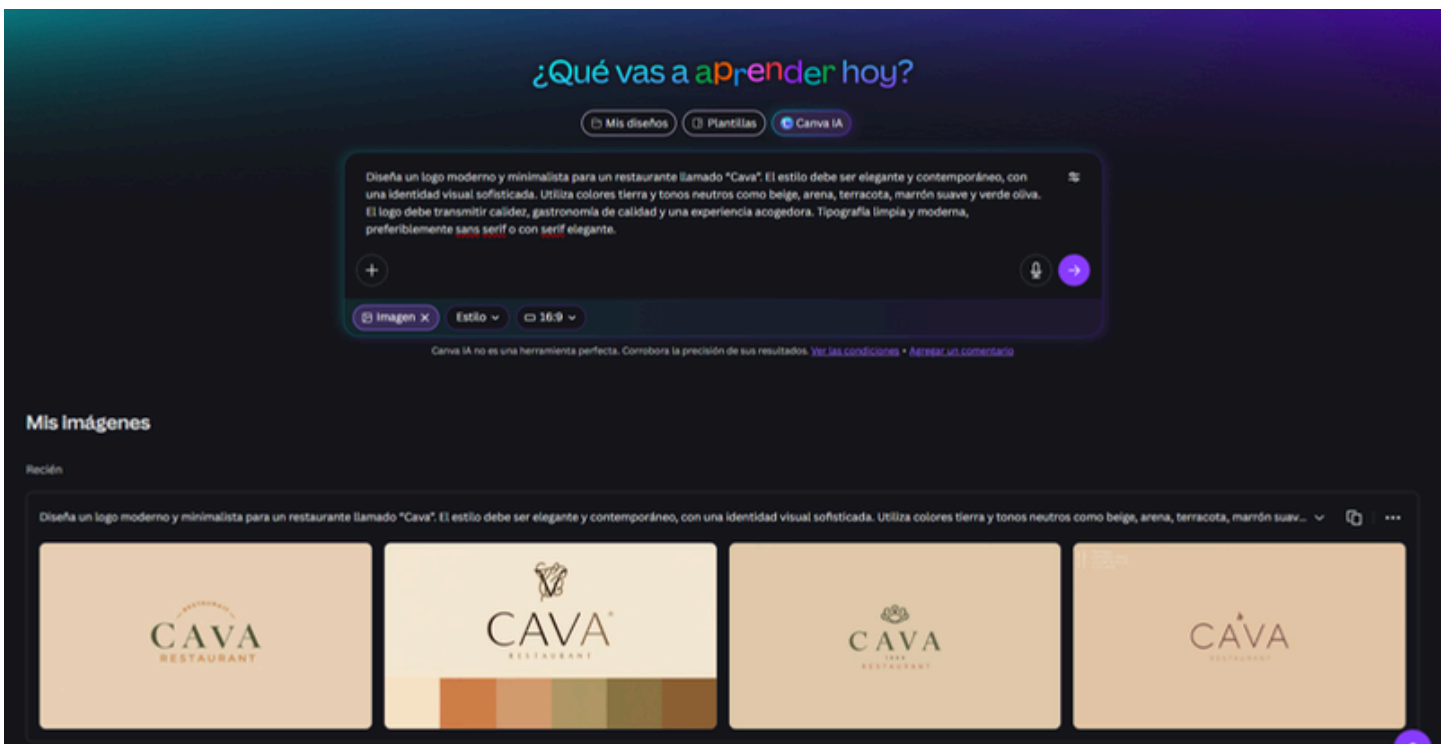 ¿Qué vas a aprender hoy?
Mis diseños
Plantillas
Canva IA
Diseña un logo moderno y minimalista para un restaurante llamado "Cava". El estilo debe ser elegante y contemporáneo, con
una identidad visual sofisticada. Utiliza colores tierra y tonos neutros como beige, arena, terracota, marrón suave y verde oliva.
El logo debe transmitir calidez, gastronomía de calidad y una experiencia acogedora. Tipografía limpia y moderna,
preferiblemente sans serif o con serif elegante.
Imagen
Estilo
16:9
Canva IA no es una herramienta perfecta. Corrobora la precisión de sus resultados. Ver las condiciones • Agregar un comentario
Mis imágenes
Recién
Diseña un logo moderno y minimalista para un restaurante llamado "Cava". El estilo debe ser elegante y contemporáneo, con una identidad visual sofisticada. Utiliza colores tierra y tonos neutros como beige, arena, terracota, marrón suav...
RESTAURANT
CAVA
RESTAURANT
CAVA
RESTAURANT
CAVA
RESTAURANT
CAVA
RESTAURANT